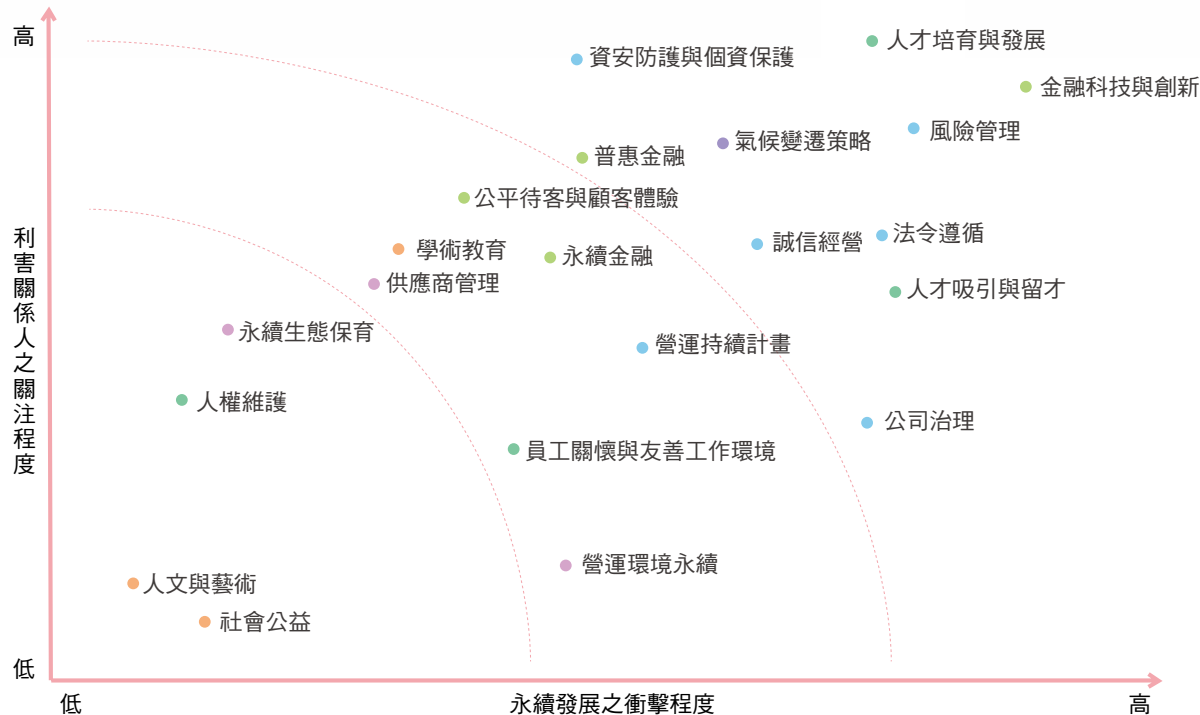 高
人才培育與發展
資安防護與個資保護
金融科技與創新
風險管理
氣候變遷策略
普惠金融
公平待客與顧客體驗
利害關係人之關注程度
法令遵循
誠信經營
學術教育
永續金融
供應商管理
人才吸引與留才
永續生態保育
營運持續計畫
人權維護
公司治理
員工關懷與友善工作環境
營運環境永續
人文與藝術
社會公益
低
低
永續發展之衝擊程度
高